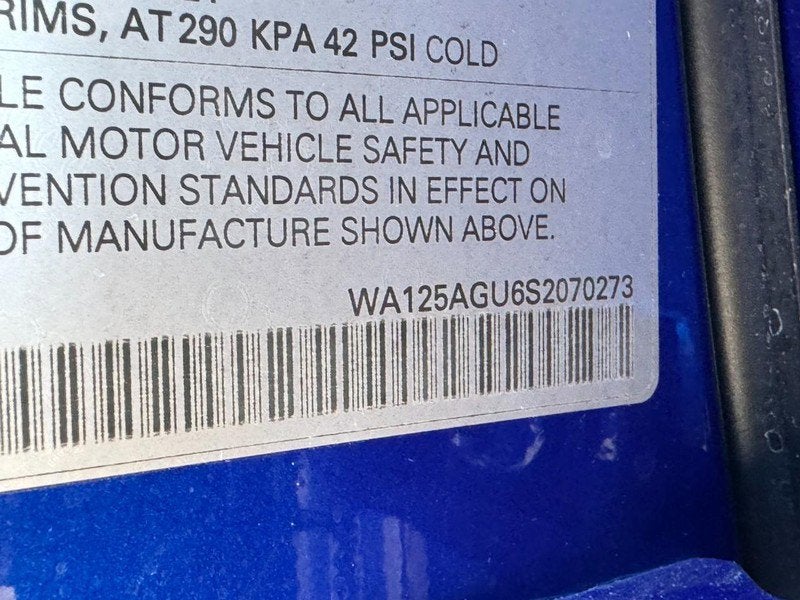 RIMS, AT 290 KPA 42 PSI COLD
LE CONFORMS TO ALL APPLICABLE
AL MOTOR VEHICLE SAFETY AND
VENTION STANDARDS IN EFFECT ON
OF MANUFACTURE SHOWN ABOVE.
WA125AGU6S2070273